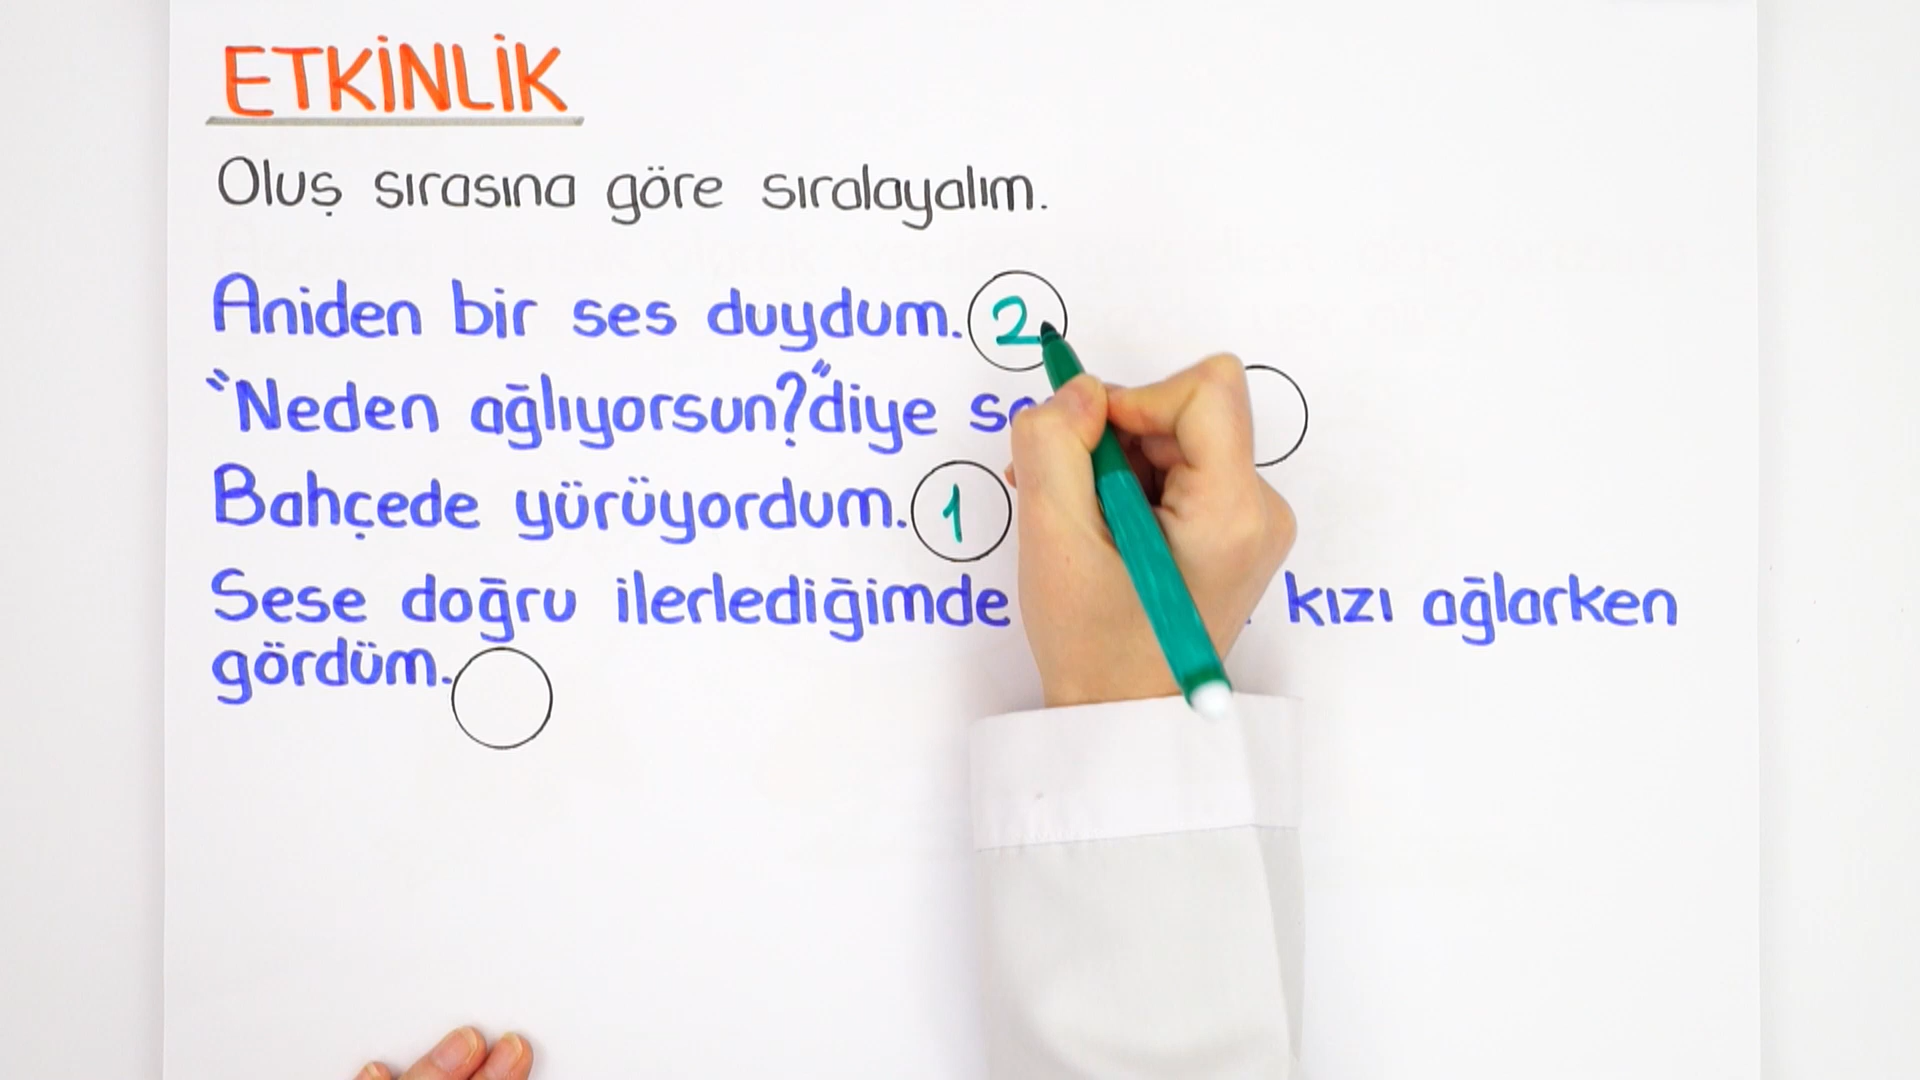 ETKİNLİK
Oluş sırasına göre sıralayalım.
Aniden bir ses duydum. 2
"Neden ağlıyorsun?" diye
Bahçede yürüyordum. 1
Sese doğru ilerlediğimde kızı ağlarken
gördüm.